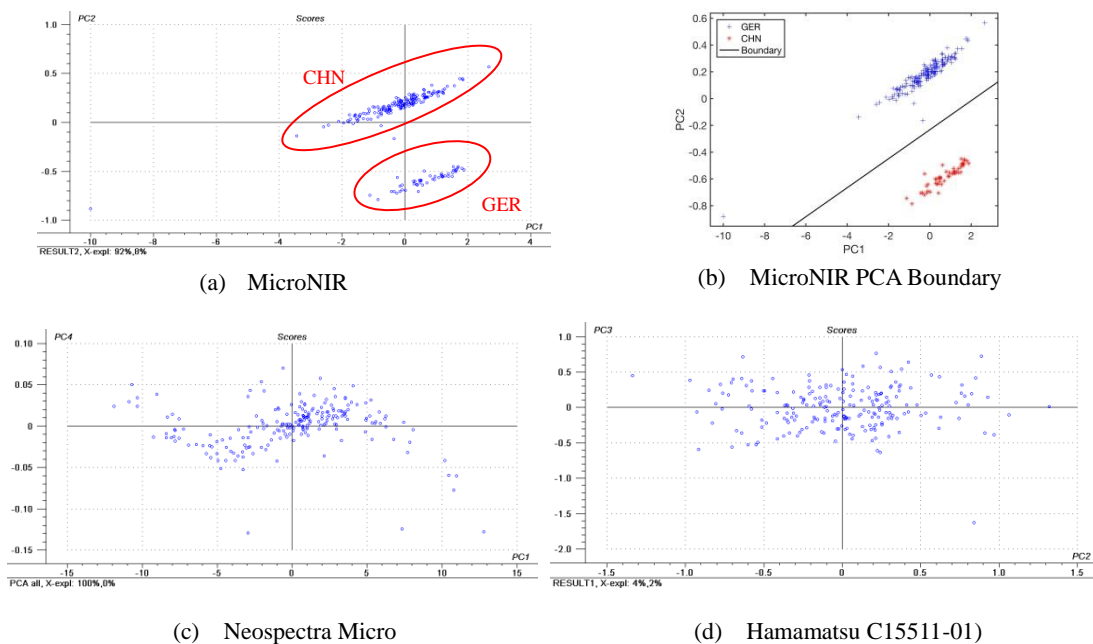 PC2
Scores
1.0
0.5
0
-0.5
-1.0
CHN
GER
PC1
-10
-8
-6
-4
-2
0
2
4
RESULT2, X-expl: 92%,8%
(a) MicroNIR
GER
CHN
Boundary
0.6
0.4
0.2
0
-0.2
-0.4
-0.6
-0.8
PC2
-10
-8
-6
-4
-2
0
2
PC1
(b) MicroNIR PCA Boundary
PC4
Scores
0.10
0.05
0
-0.05
-0.10
-0.15
PC1
-15
-10
-5
0
5
10
15
PCA all, X-expl: 100%,0%
(c) Neospectra Micro
PC3
Scores
1.0
0.5
0
-0.5
-1.0
-1.5
-2.0
PC2
-1.5
-1.0
-0.5
0
0.5
1.0
1.5
RESULT1, X-expl: 4%,2%
(d) Hamamatsu C15511-01)